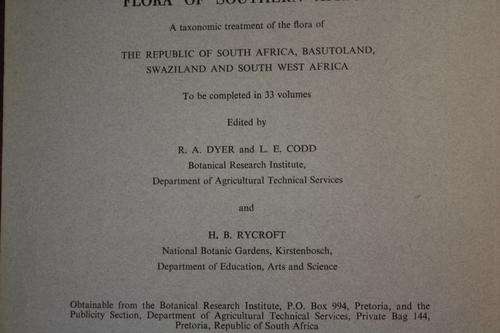 FLORA OF SOUTHERN
A taxonomic treatment of the flora of
THE REPUBLIC OF SOUTH AFRICA, BASUTOLAND,
SWAZILAND AND SOUTH WEST AFRICA
To be completed in 33 volumes
Edited by
R. A. DYER and L. E. CODD
Botanical Research Institute,
Department of Agricultural Technical Services
and
H. B. RYCROFT
National Botanic Gardens, Kirstenbosch,
Department of Education, Arts and Science
Obtainable from the Botanical Research Institute, P.O. Box 994, Pretoria, and the
Publicity Section, Department of Agricultural Technical Services, Private Bag 144,
Pretoria, Republic of South Africa